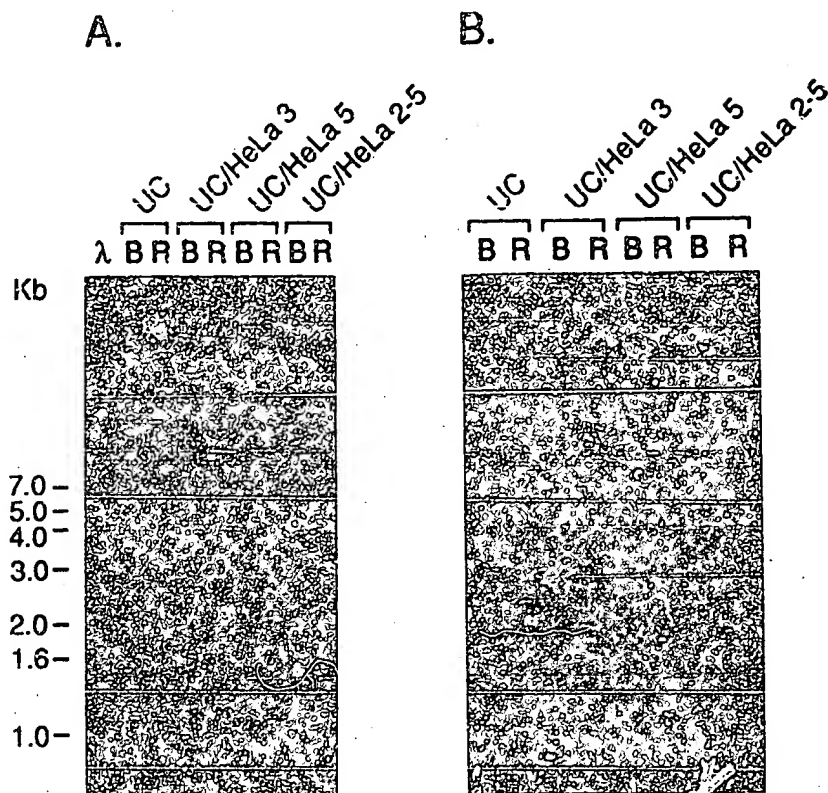 A.
B.
UC
UC/HeLa 3
UC/HeLa 5
UC/HeLa 2-5
UC
UC/HeLa 3
UC/HeLa 5
UC/HeLa 2-5
λ B R B R B R B R
B R B R B R B R
Kb
7.0
5.0
4.0
3.0
2.0
1.6
1.0